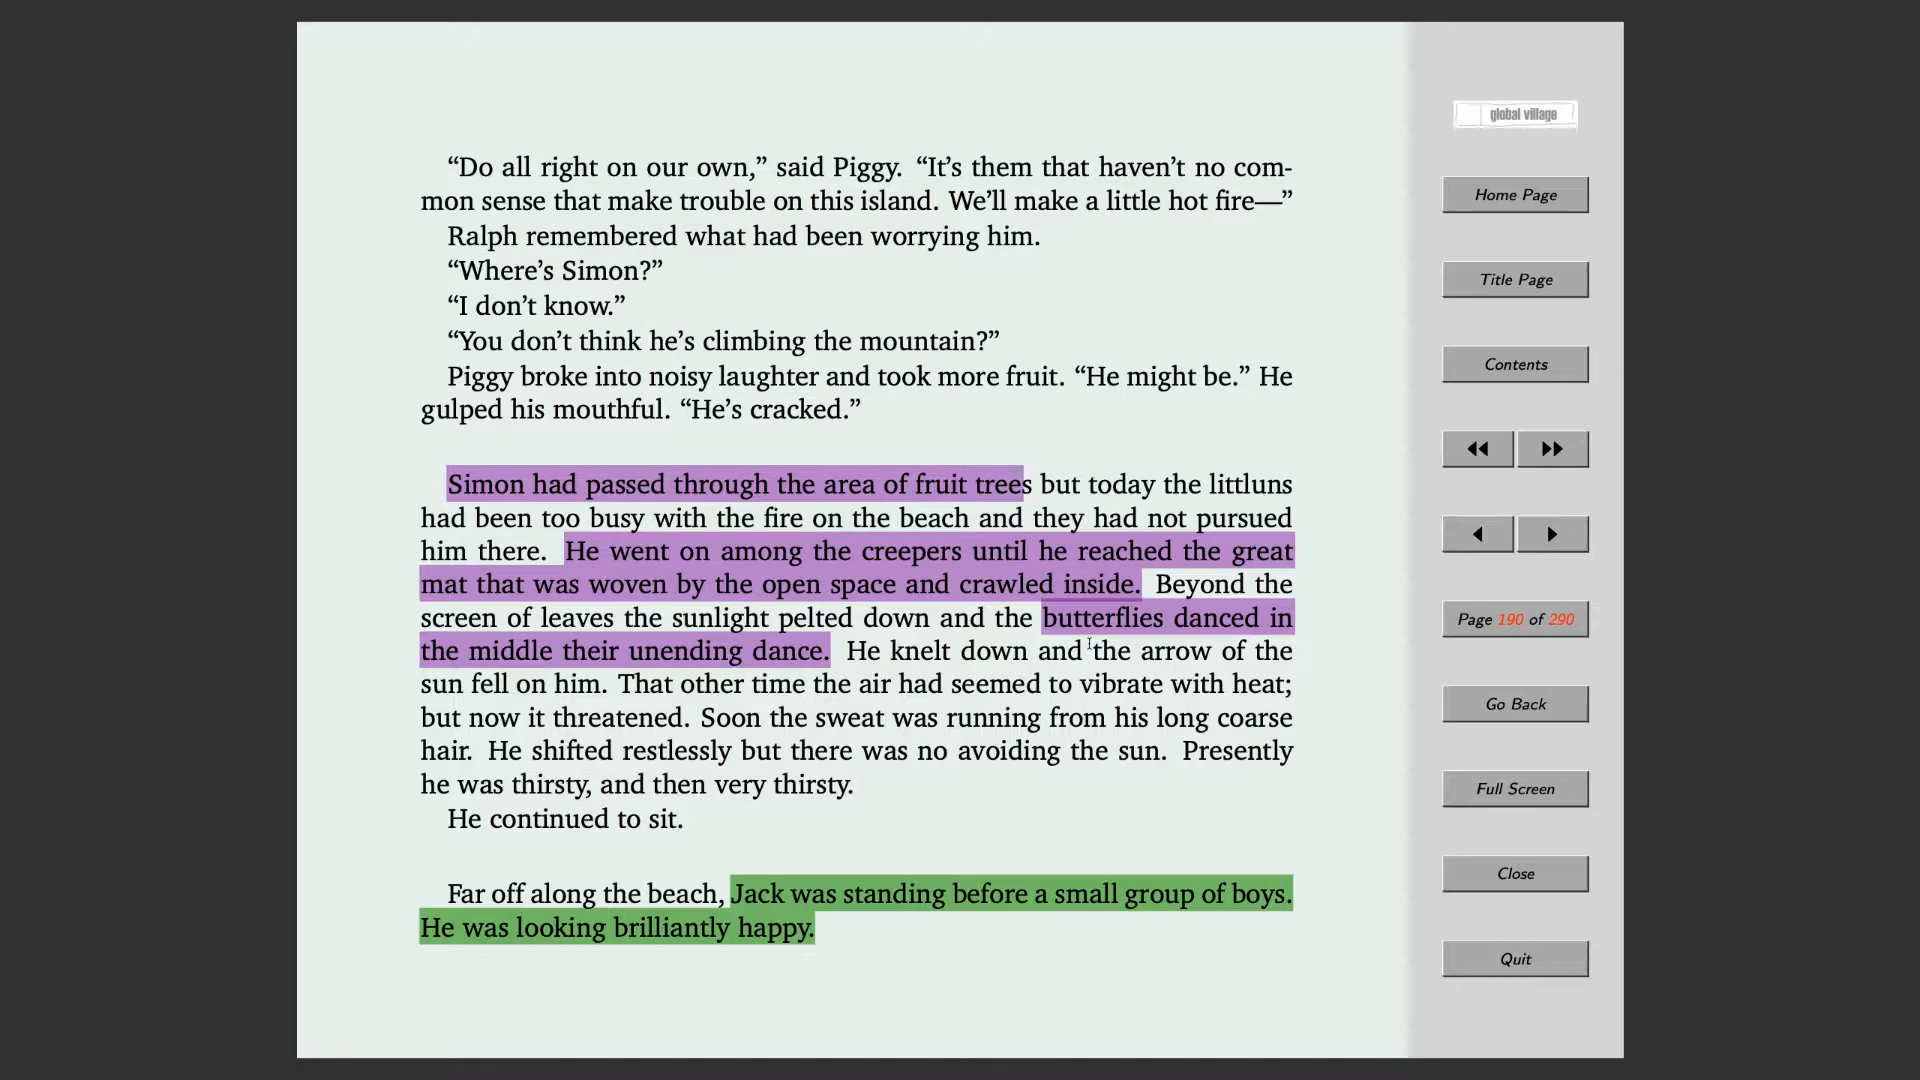 “Do all right on our own,” said Piggy. “It’s them that haven’t no com-
mon sense that make trouble on this island. We’ll make a little hot fire—”
Ralph remembered what had been worrying him.
“Where’s Simon?”
“I don’t know.”
“You don’t think he’s climbing the mountain?”
Piggy broke into noisy laughter and took more fruit. “He might be.” He
gulped his mouthful. “He’s cracked.”
Simon had passed through the area of fruit trees but today the littluns
had been too busy with the fire on the beach and they had not pursued
him there. He went on among the creepers until he reached the great
mat that was woven by the open space and crawled inside. Beyond the
screen of leaves the sunlight pelted down and the butterflies danced in
the middle their unending dance. He knelt down and the arrow of the
sun fell on him. That other time the air had seemed to vibrate with heat;
but now it threatened. Soon the sweat was running from his long coarse
hair. He shifted restlessly but there was no avoiding the sun. Presently
he was thirsty, and then very thirsty.
He continued to sit.
Far off along the beach, Jack was standing before a small group of boys.
He was looking brilliantly happy.
global village
Home Page
Title Page
Contents
Page 190 of 290
Go Back
Full Screen
Close
Quit